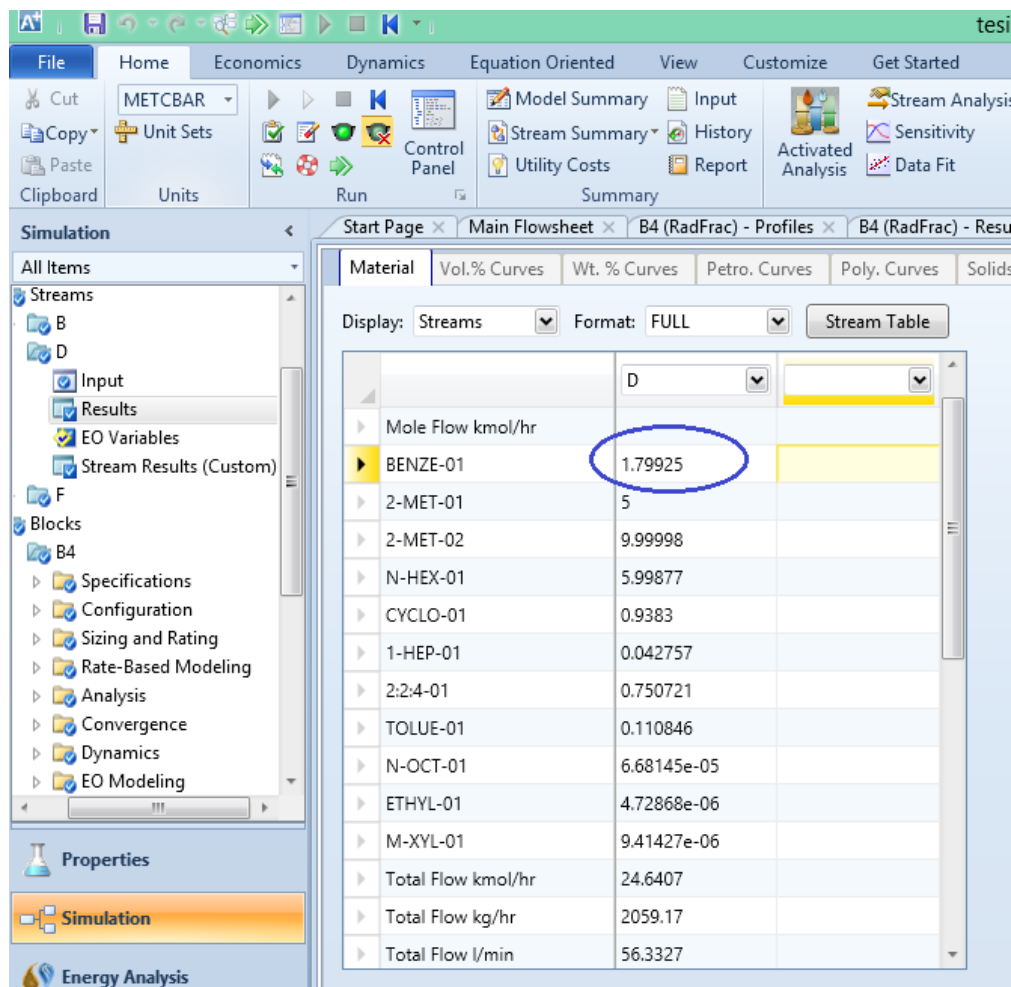 tesi
File Home Economics Dynamics Equation Oriented View Customize Get Started
Cut METCBAR Model Summary Input Stream Analysis
Copy Unit Sets Control Panel Stream Summary History Activated Analysis Sensitivity
Paste Utility Costs Report Data Fit
Clipboard Units Run Summary
Simulation
All Items
Streams
B
D
Input
Results
EO Variables
Stream Results (Custom)
F
Blocks
B4
Specifications
Configuration
Sizing and Rating
Rate-Based Modeling
Analysis
Convergence
Dynamics
EO Modeling
Properties
Simulation
Energy Analysis
Start Page Main Flowsheet B4 (RadFrac) - Profiles B4 (RadFrac) - Resu
Material Vol.% Curves Wt. % Curves Petro. Curves Poly. Curves Solids
Display: Streams Format: FULL Stream Table
D
Mole Flow kmol/hr
BENZE-01 1.79925
2-MET-01 5
2-MET-02 9.99998
N-HEX-01 5.99877
CYCLO-01 0.9383
1-HEP-01 0.042757
2:2:4-01 0.750721
TOLUE-01 0.110846
N-OCT-01 6.68145e-05
ETHYL-01 4.72868e-06
M-XYL-01 9.41427e-06
Total Flow kmol/hr 24.6407
Total Flow kg/hr 2059.17
Total Flow l/min 56.3327